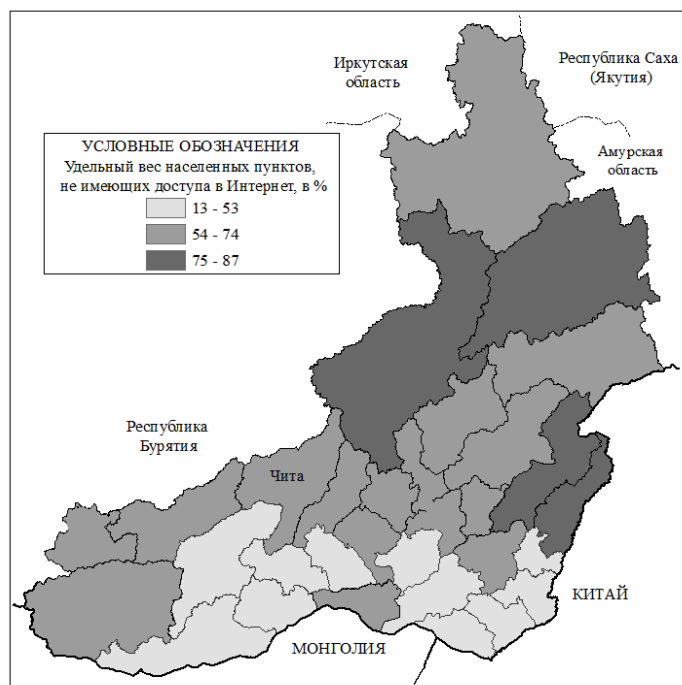 Республика Саха
(Якутия)
Иркутская
область
УСЛОВНЫЕ ОБОЗНАЧЕНИЯ
Удельный вес населенных пунктов,
не имеющих доступа в Интернет, в %
13 - 53
54 - 74
75 - 87
Амурская
область
Республика
Бурятия
Чита
КИТАЙ
МОНГОЛИЯ